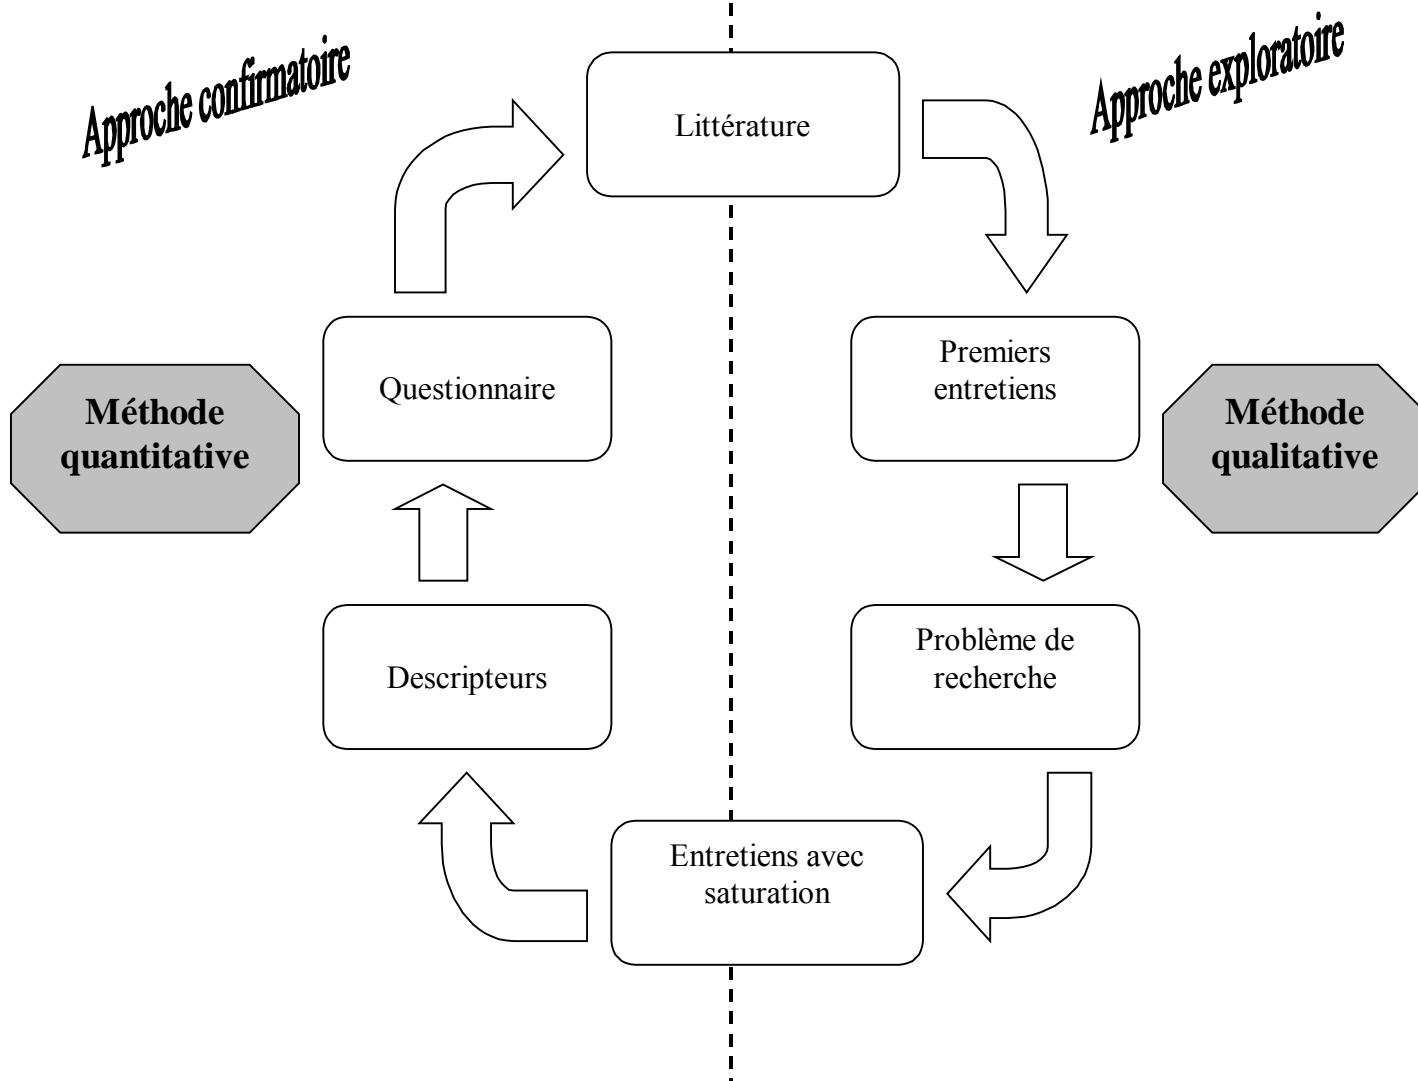 Approche confirmatoire
Approche exploratoire
Littérature
Questionnaire
Premiers
entretiens
Méthode
quantitative
Méthode
qualitative
Descripteurs
Problème de
recherche
Entretiens avec
saturation